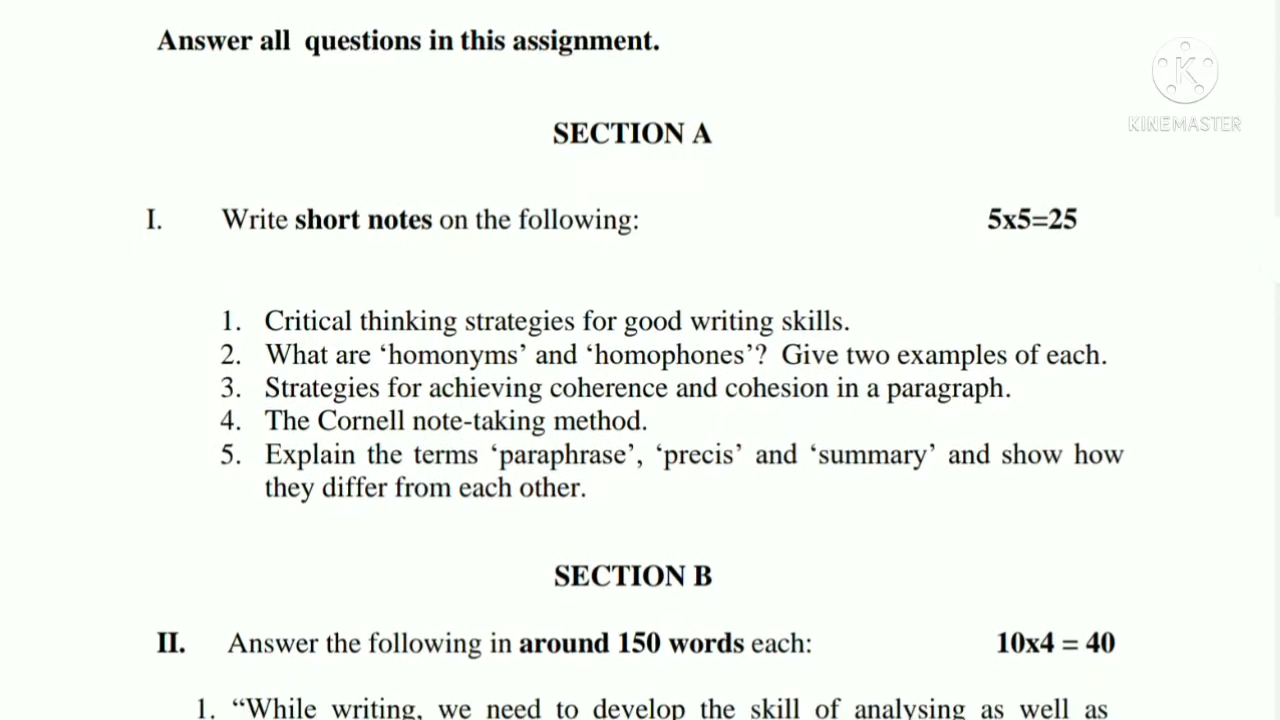 Answer all questions in this assignment.
KINEMASTER
SECTION A
I. Write short notes on the following: 5x5=25
1. Critical thinking strategies for good writing skills.
2. What are ‘homonyms’ and ‘homophones’? Give two examples of each.
3. Strategies for achieving coherence and cohesion in a paragraph.
4. The Cornell note-taking method.
5. Explain the terms ‘paraphrase’, ‘precis’ and ‘summary’ and show how
they differ from each other.
SECTION B
II. Answer the following in around 150 words each: 10x4 = 40
1. “While writing, we need to develop the skill of analysing as well as